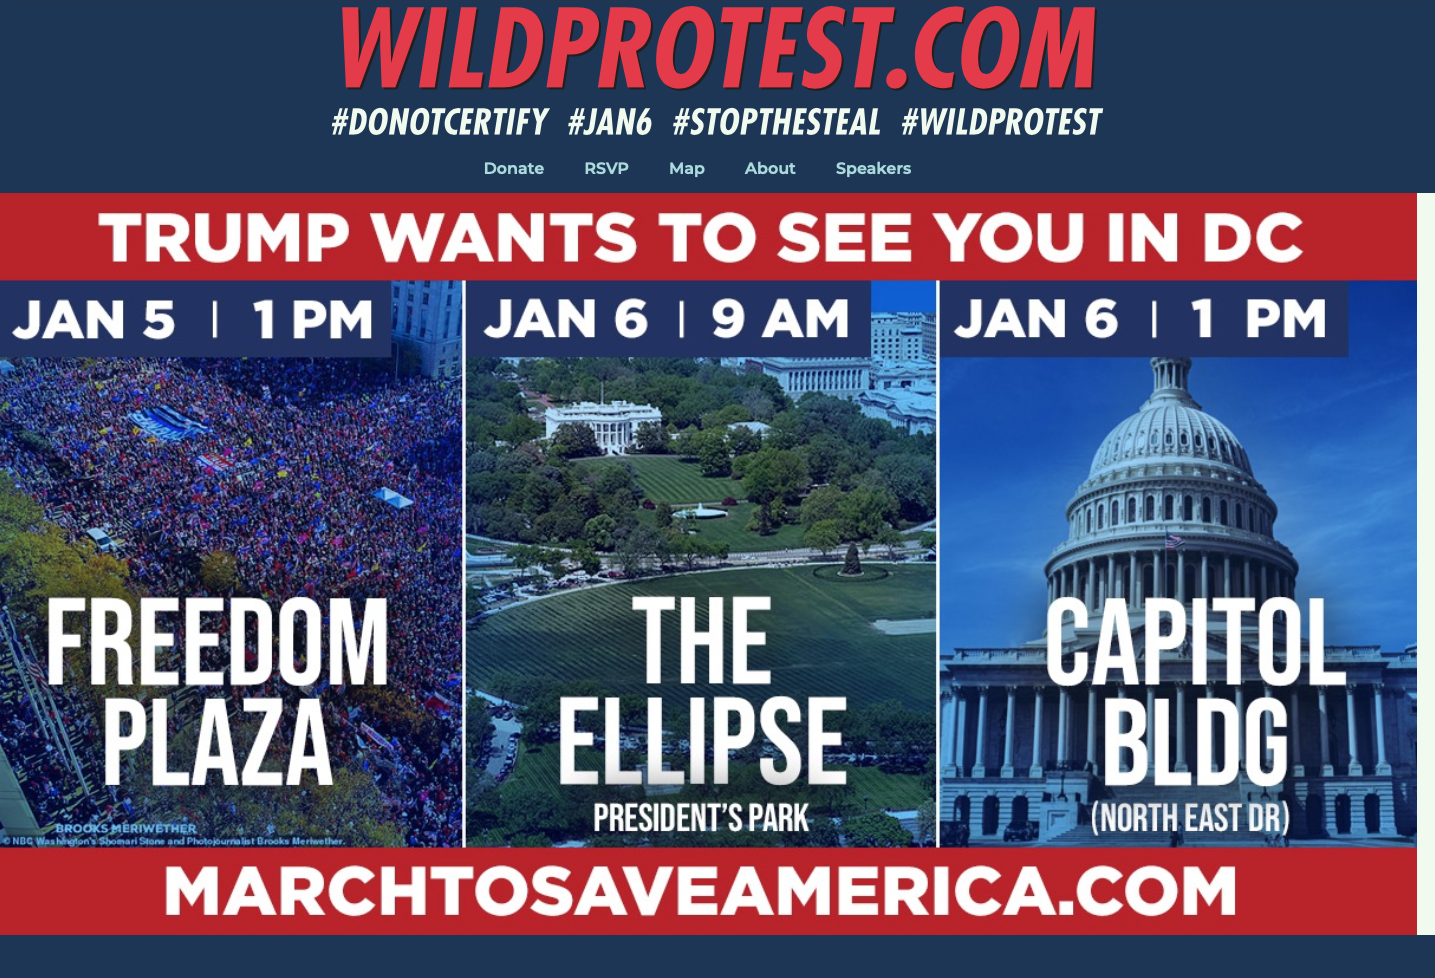 WILDPROTEST.COM
#DONOTCERTIFY #JAN6 #STOPTHESTEAL #WILDPROTEST
Donate RSVP Map About Speakers
TRUMP WANTS TO SEE YOU IN DC
JAN 5 | 1 PM
FREEDOM
PLAZA
BROOKS MERIWETHER
© NBC Washington's Shomari Stone and Photojournalist Brooks Meriwether.
JAN 6 | 9 AM
THE
ELLIPSE
PRESIDENT'S PARK
JAN 6 | 1 PM
CAPITOL
BLDG
(NORTH EAST DR)
MARCHTOSAVEAMERICA.COM